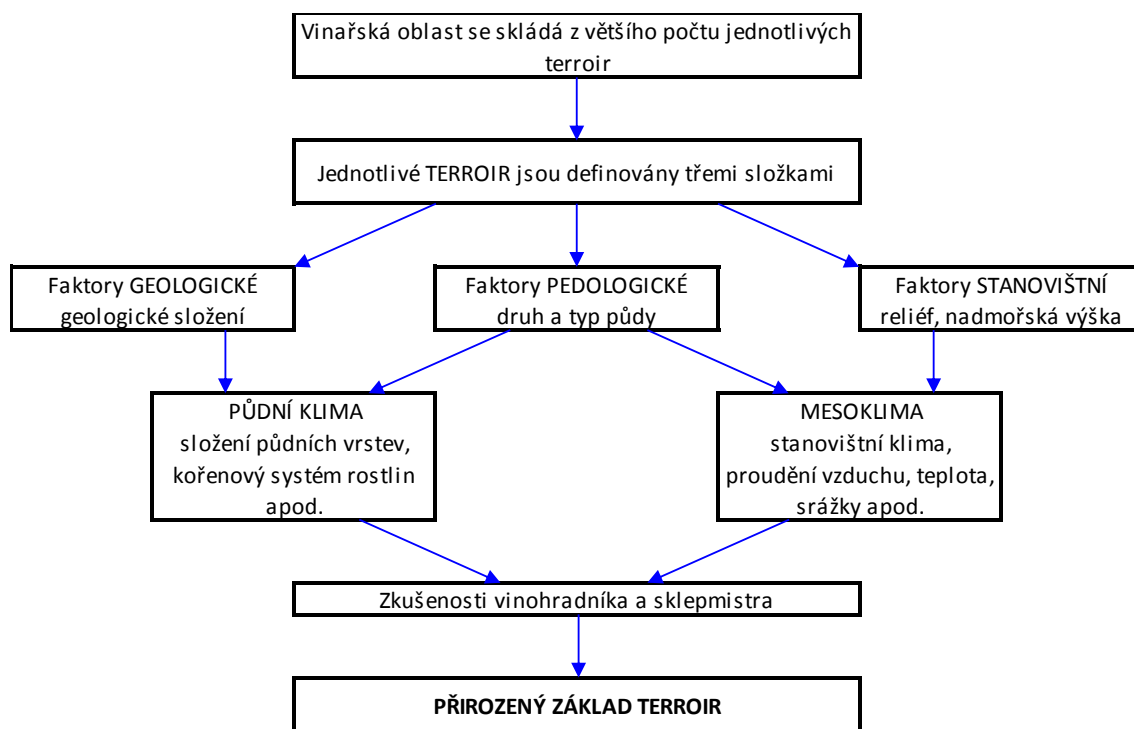 Vinařská oblast se skládá z většího počtu jednotlivých
terroir
Jednotlivé TERROIR jsou definovány třemi složkami
Faktory GEOLOGICKÉ
geologické složení
Faktory PEDOLOGICKÉ
druh a typ půdy
Faktory STANOVIŠTNÍ
reliéf, nadmořská výška
PŮDNÍ KLIMA
složení půdních vrstev,
kořenový systém rostlin
apod.
MESOKLIMA
stanovištní klima,
proudění vzduchu, teplota,
srážky apod.
Zkušenosti vinohradníka a sklepmistra
PŘIROZENÝ ZÁKLAD TERROIR